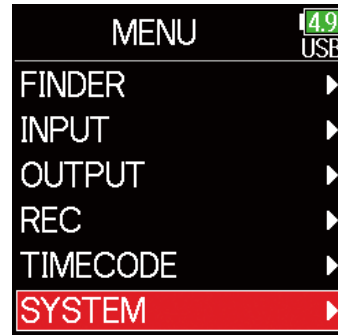 MENU
4.9
USB
FINDER
INPUT
OUTPUT
REC
TIMECODE
SYSTEM